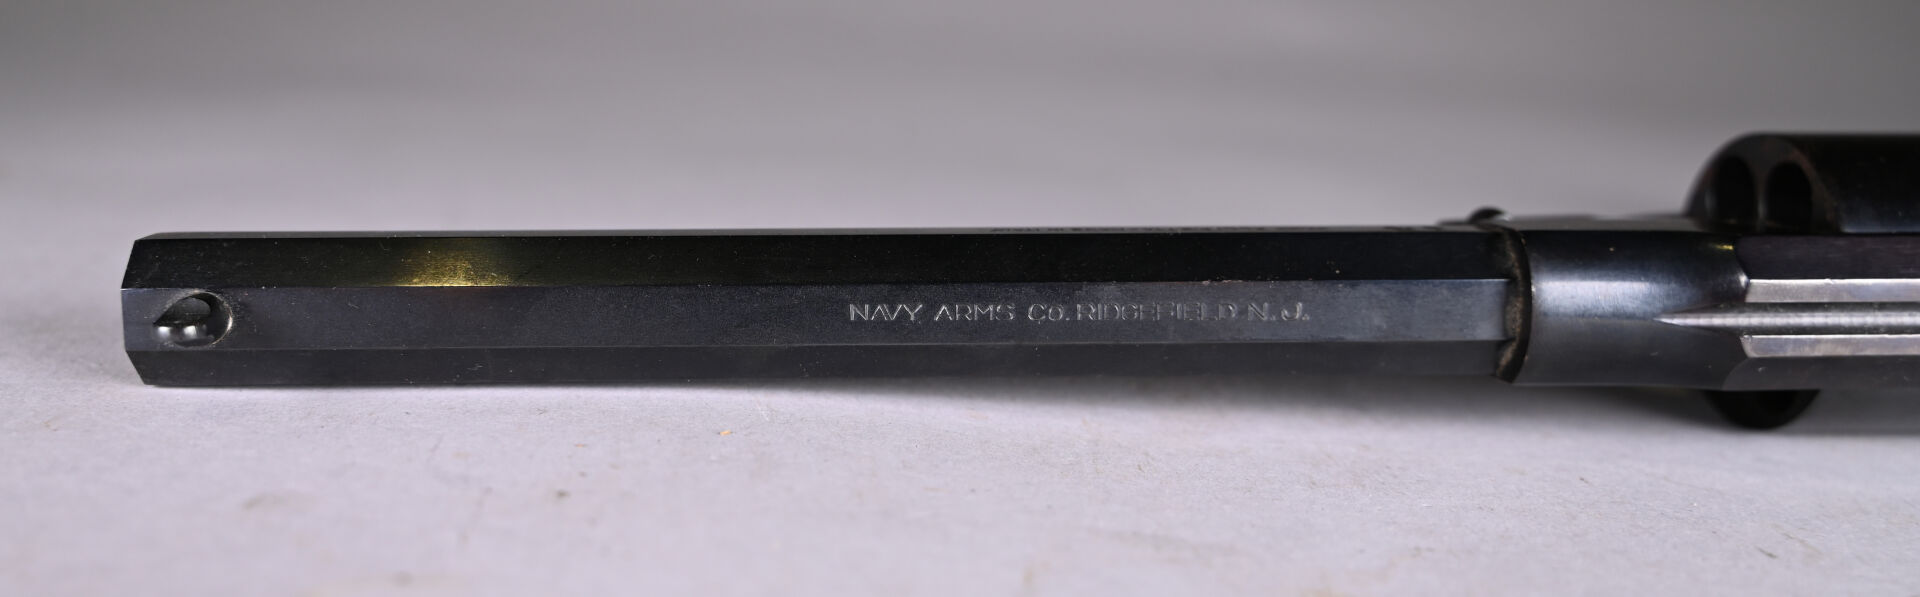 NAVY ARMS Co. RIDGEFIELD. N. J.